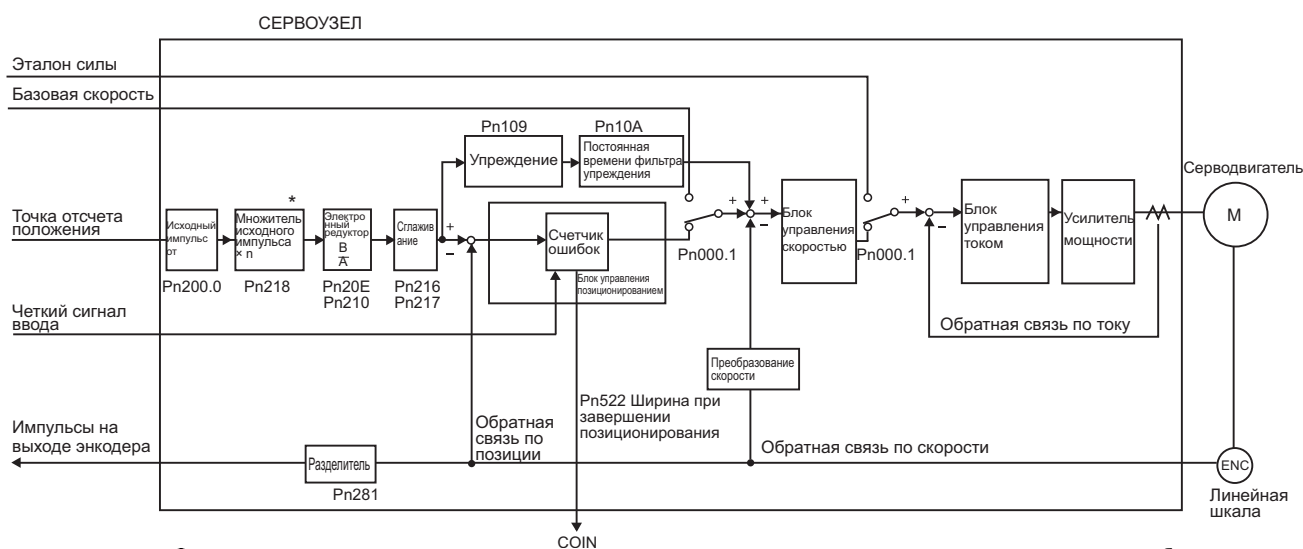 СЕРВОУЗЕЛ
Эталон силы
Базовая скорость
Pn109
Pn10A
Упреждение
Постоянная
времени фильтра
упреждения
Серводвигатель
Точка отсчета
положения
Исходный
импульс
от
*
Множитель
исходного
импульса
× n
Электро
нный
редуктор
B
A
Сглажив
ание
+
–
Счетчик
ошибок
Блок управления
позиционированием
+
–
+
Блок
управления
скоростью
+
–
Блок
управления
током
Усилитель
мощности
M
Pn200.0
Pn218
Pn20E
Pn210
Pn216
Pn217
Pn000.1
Pn000.1
Четкий сигнал
ввода
Обратная связь по току
Преобразование
скорости
Pn522 Ширина при
завершении
позиционирования
Импульсы на
выходе энкодера
Обратная
связь по
позиции
Обратная связь по скорости
Разделитель
Pn281
ENC
Линейная
шкала
COIN